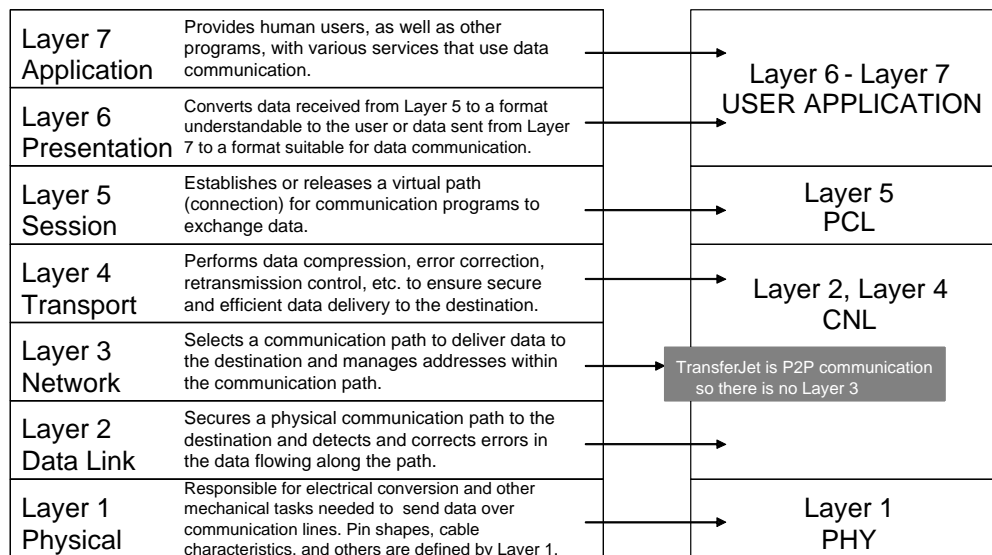 Layer 7
Application
Provides human users, as well as other
programs, with various services that use data
communication.
Layer 6
Presentation
Converts data received from Layer 5 to a format
understandable to the user or data sent from Layer
7 to a format suitable for data communication.
Layer 5
Session
Establishes or releases a virtual path
(connection) for communication programs to
exchange data.
Layer 4
Transport
Performs data compression, error correction,
retransmission control, etc. to ensure secure
and efficient data delivery to the destination.
Layer 3
Network
Selects a communication path to deliver data to
the destination and manages addresses within
the communication path.
Layer 2
Data Link
Secures a physical communication path to the
destination and detects and corrects errors in
the data flowing along the path.
Layer 1
Physical
Responsible for electrical conversion and other
mechanical tasks needed to send data over
communication lines. Pin shapes, cable
characteristics, and others are defined by Layer 1.
Layer 6 - Layer 7
USER APPLICATION
Layer 5
PCL
Layer 2, Layer 4
CNL
TransferJet is P2P communication
so there is no Layer 3
Layer 1
PHY